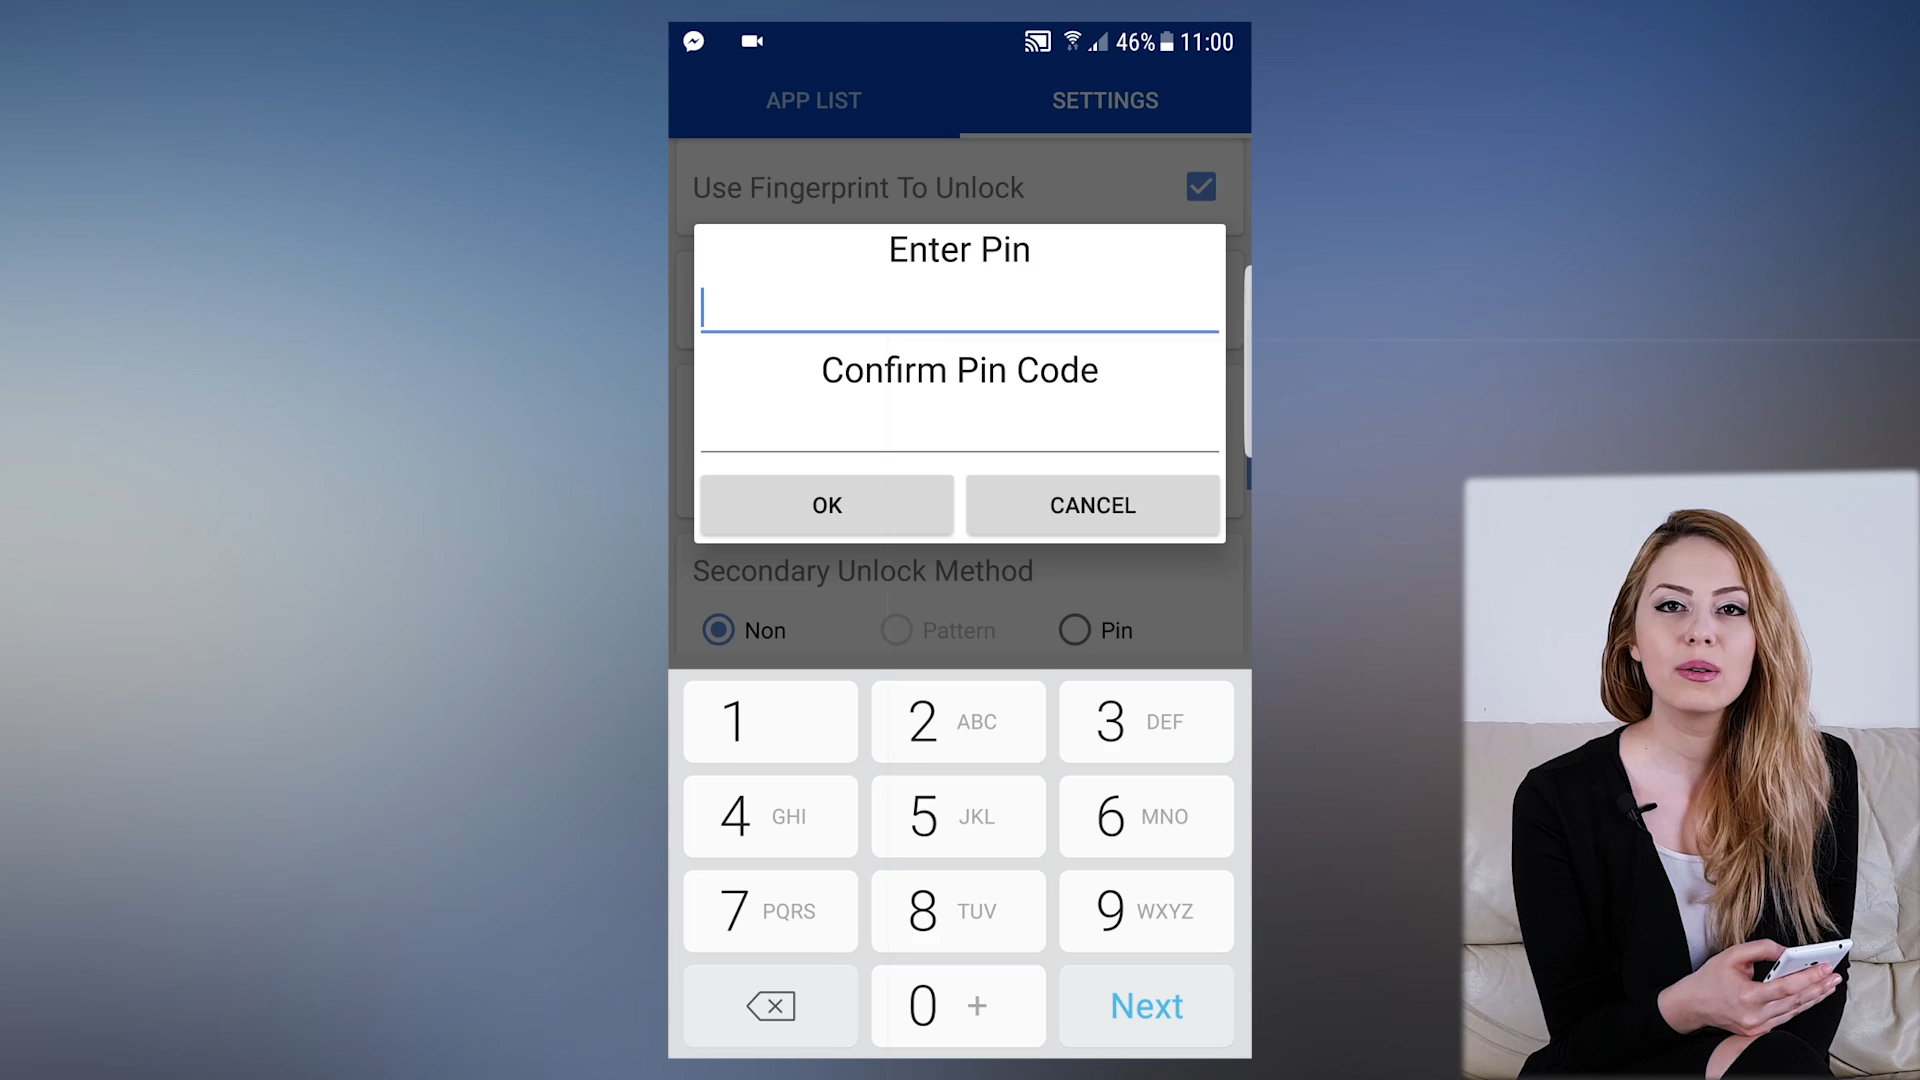 46% 11:00
APP LIST SETTINGS
Use Fingerprint To Unlock
Enter Pin
Confirm Pin Code
OK CANCEL
Secondary Unlock Method
Non Pattern Pin
1 2 ABC 3 DEF
4 GHI 5 JKL 6 MNO
7 PQRS 8 TUV 9 WXYZ
0 + Next